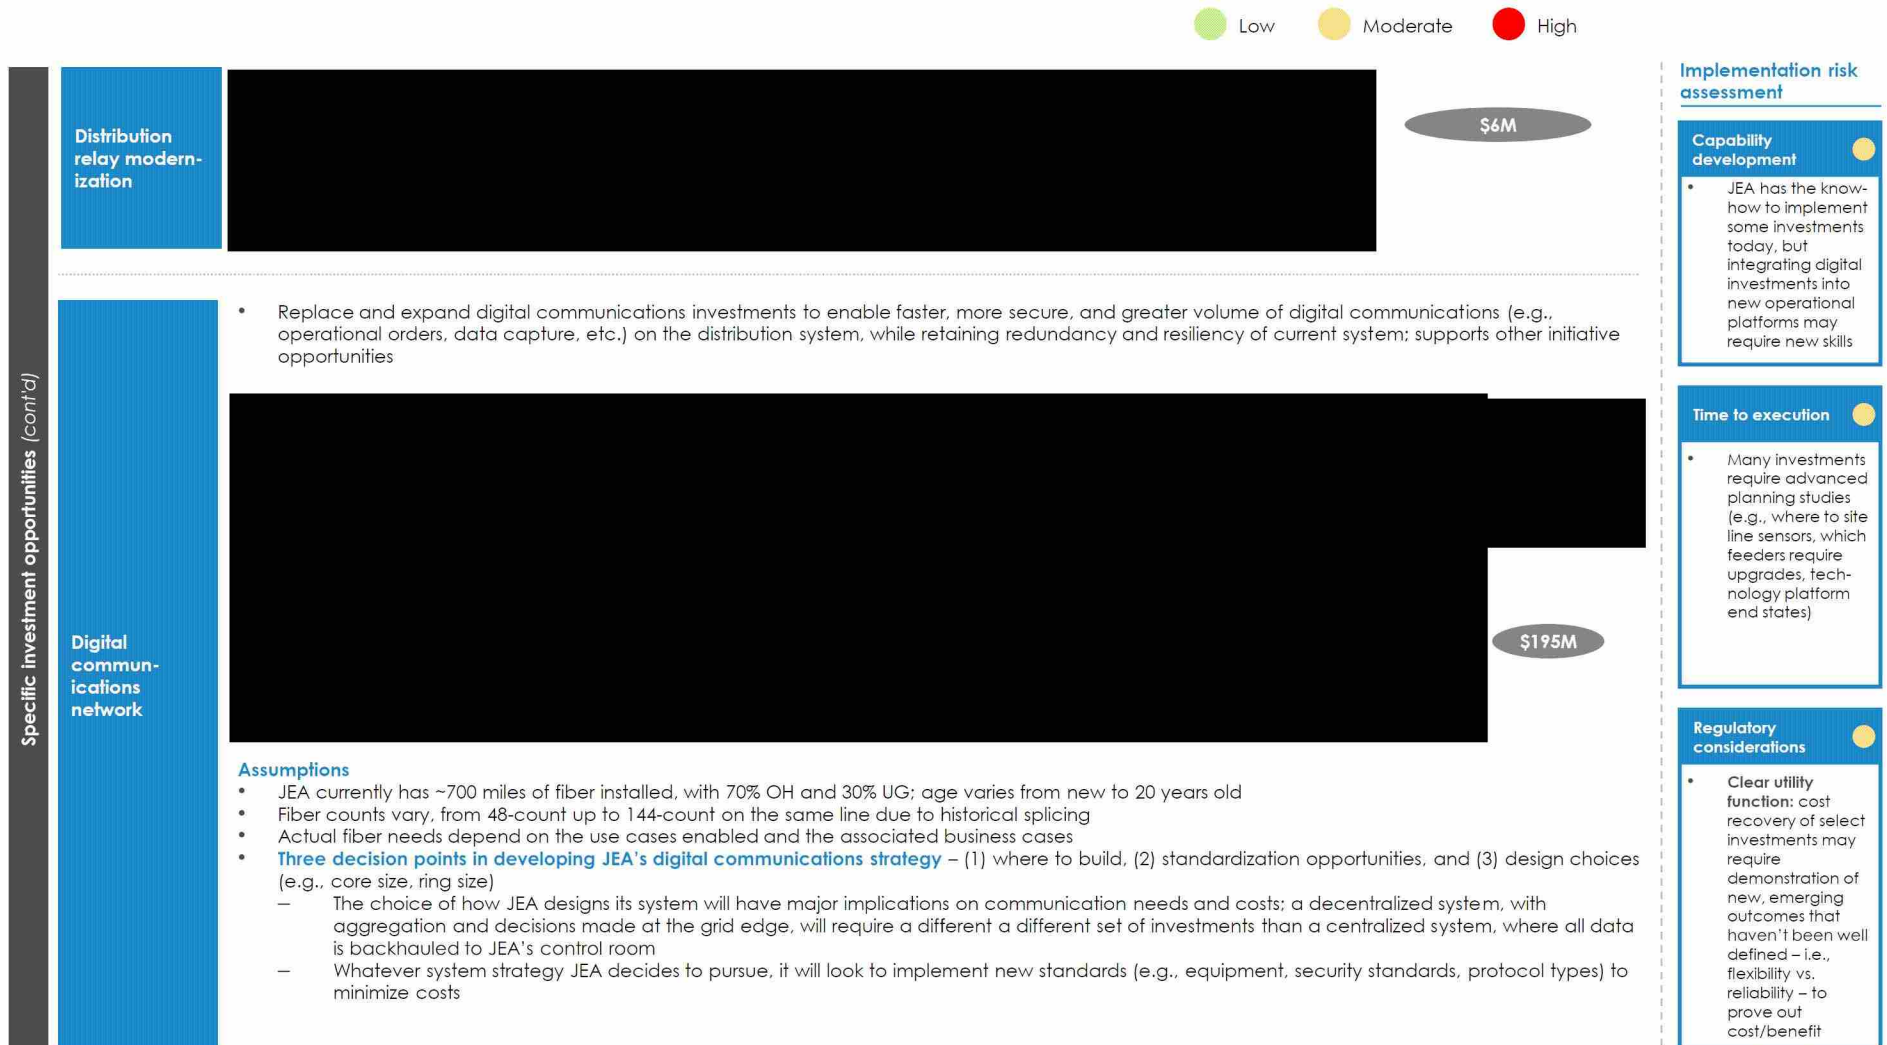 Low
Moderate
High
Specific investment opportunities (cont'd)
Distribution
relay modern-
ization
$6M
Digital
commun-
ications
network
• Replace and expand digital communications investments to enable faster, more secure, and greater volume of digital communications (e.g.,
operational orders, data capture, etc.) on the distribution system, while retaining redundancy and resiliency of current system; supports other initiative
opportunities
$195M
Assumptions
• JEA currently has ~700 miles of fiber installed, with 70% OH and 30% UG; age varies from new to 20 years old
• Fiber counts vary, from 48-count up to 144-count on the same line due to historical splicing
• Actual fiber needs depend on the use cases enabled and the associated business cases
• Three decision points in developing JEA's digital communications strategy – (1) where to build, (2) standardization opportunities, and (3) design choices
(e.g., core size, ring size)
– The choice of how JEA designs its system will have major implications on communication needs and costs; a decentralized system, with
aggregation and decisions made at the grid edge, will require a different a different set of investments than a centralized system, where all data
is backhauled to JEA's control room
– Whatever system strategy JEA decides to pursue, it will look to implement new standards (e.g., equipment, security standards, protocol types) to
minimize costs
Implementation risk
assessment
Capability
development
• JEA has the know-
how to implement
some investments
today, but
integrating digital
investments into
new operational
platforms may
require new skills
Time to execution
• Many investments
require advanced
planning studies
(e.g., where to site
line sensors, which
feeders require
upgrades, tech-
nology platform
end states)
Regulatory
considerations
• Clear utility
function: cost
recovery of select
investments may
require
demonstration of
new, emerging
outcomes that
haven't been well
defined – i.e.,
flexibility vs.
reliability – to
prove out
cost/benefit